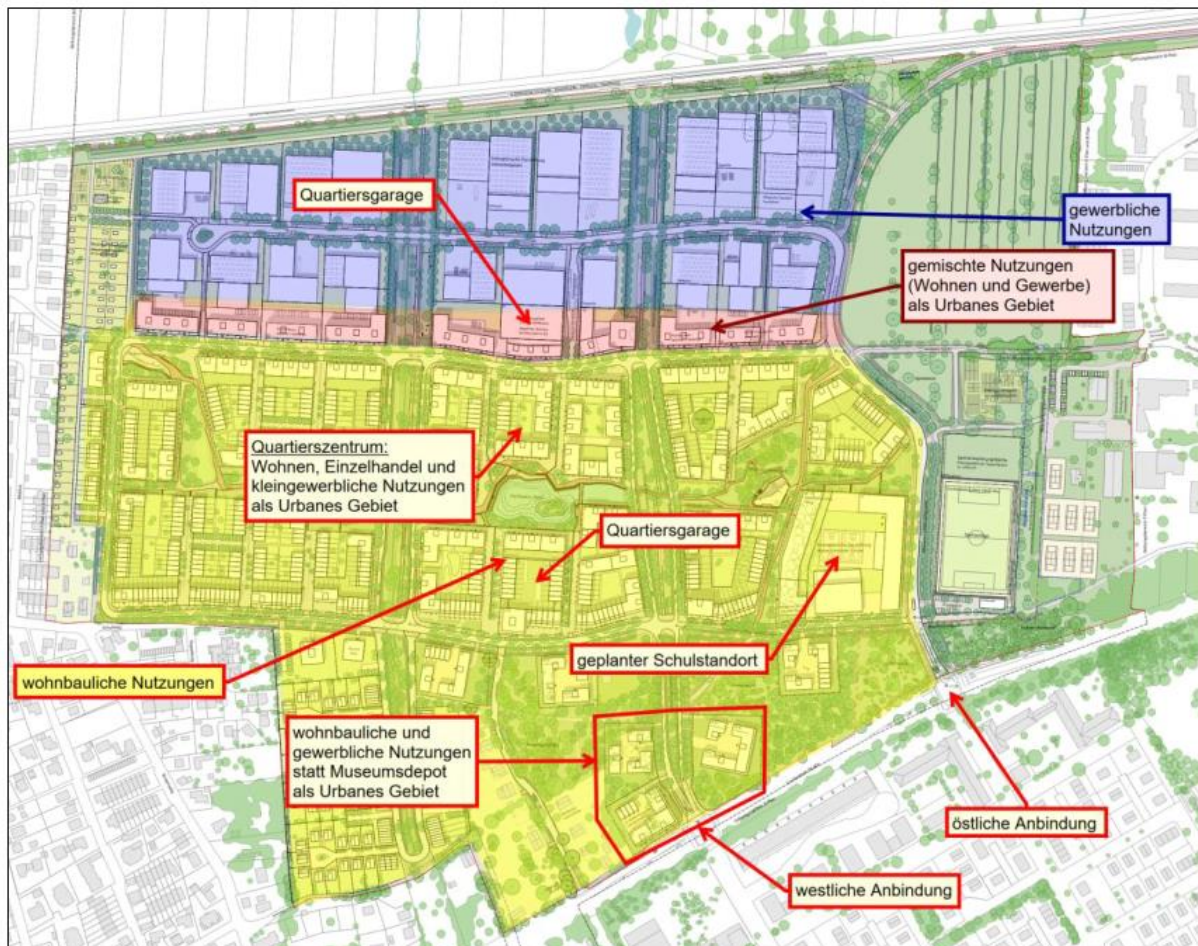 Quartiersgarage
gewerbliche
Nutzungen
gemischte Nutzungen
(Wohnen und Gewerbe)
als Urbanes Gebiet
Quartierszentrum:
Wohnen, Einzelhandel und
kleingewerbliche Nutzungen
als Urbanes Gebiet
Quartiersgarage
geplanter Schulstandort
wohnbauliche Nutzungen
wohnbauliche und
gewerbliche Nutzungen
statt Museumsdepot
als Urbanes Gebiet
östliche Anbindung
westliche Anbindung